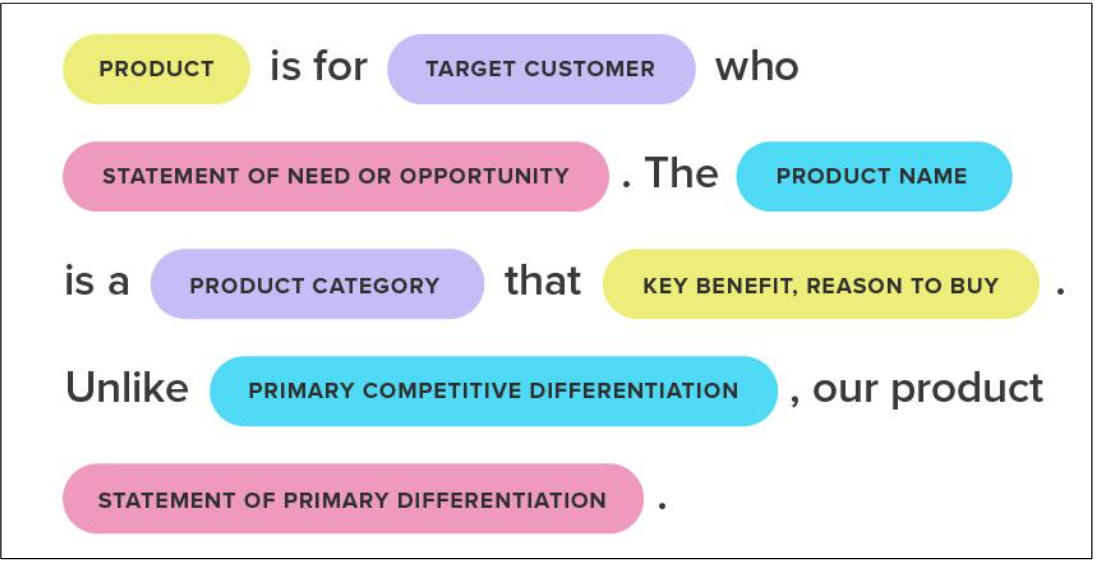 PRODUCT is for TARGET CUSTOMER who
STATEMENT OF NEED OR OPPORTUNITY . The PRODUCT NAME
is a PRODUCT CATEGORY that KEY BENEFIT, REASON TO BUY .
Unlike PRIMARY COMPETITIVE DIFFERENTIATION , our product
STATEMENT OF PRIMARY DIFFERENTIATION .